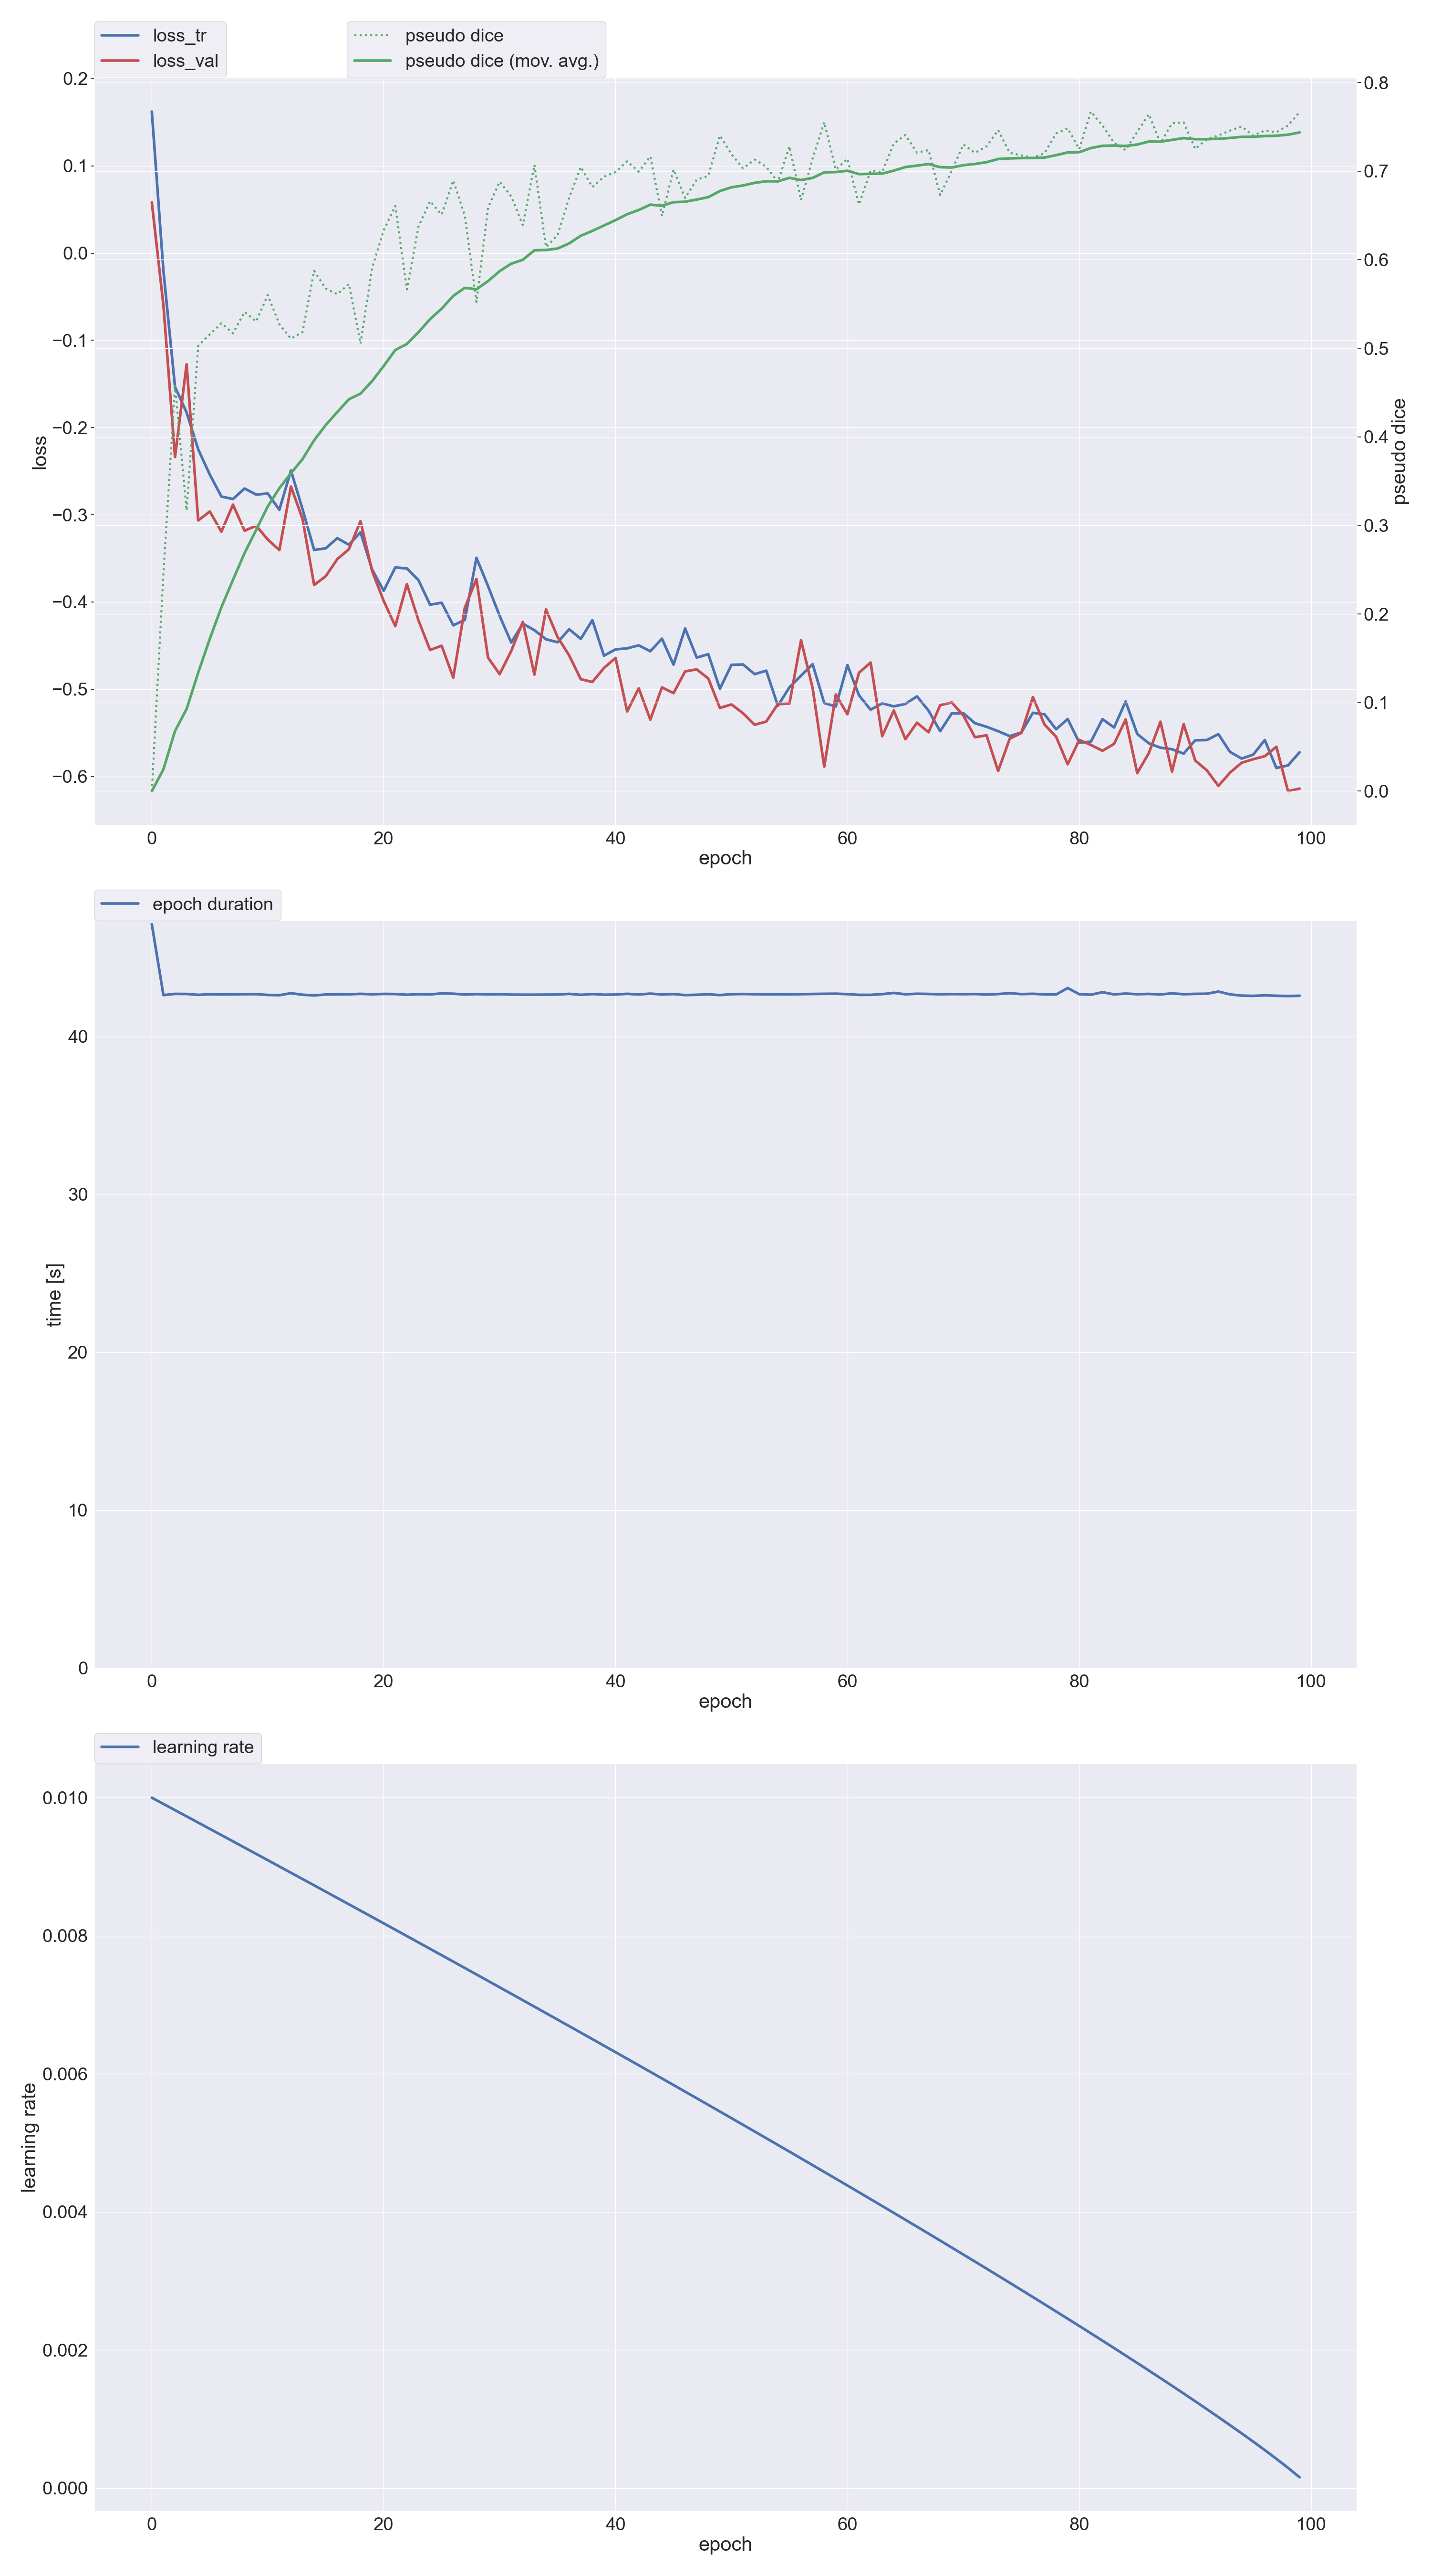 loss_tr
loss_val
pseudo dice
pseudo dice (mov. avg.)
0.2
0.1
0.0
−0.1
−0.2
−0.3
−0.4
−0.5
−0.6
loss
0.8
0.7
0.6
0.5
0.4
0.3
0.2
0.1
0.0
pseudo dice
0 20 40 60 80 100
epoch
epoch duration
40
30
20
10
0
time [s]
0 20 40 60 80 100
epoch
learning rate
0.010
0.008
0.006
0.004
0.002
0.000
learning rate
0 20 40 60 80 100
epoch